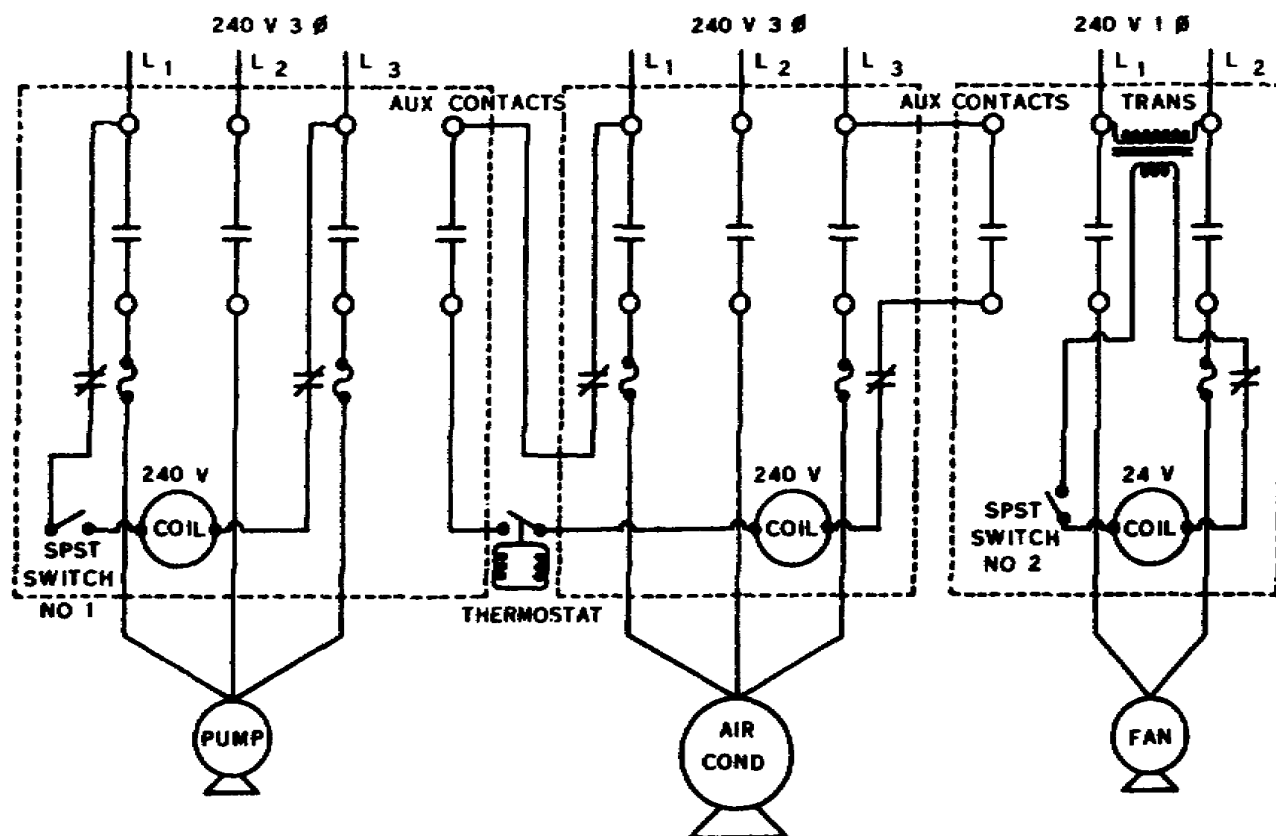 240 V 3 Ø
240 V 3 Ø
240 V 1 Ø
L1
L2
L3
L1
L2
L3
L1
L2
AUX CONTACTS
AUX CONTACTS
TRANS
240 V
COIL
240 V
COIL
24 V
COIL
SPST
SWITCH
NO 1
THERMOSTAT
SPST
SWITCH
NO 2
PUMP
AIR
COND
FAN